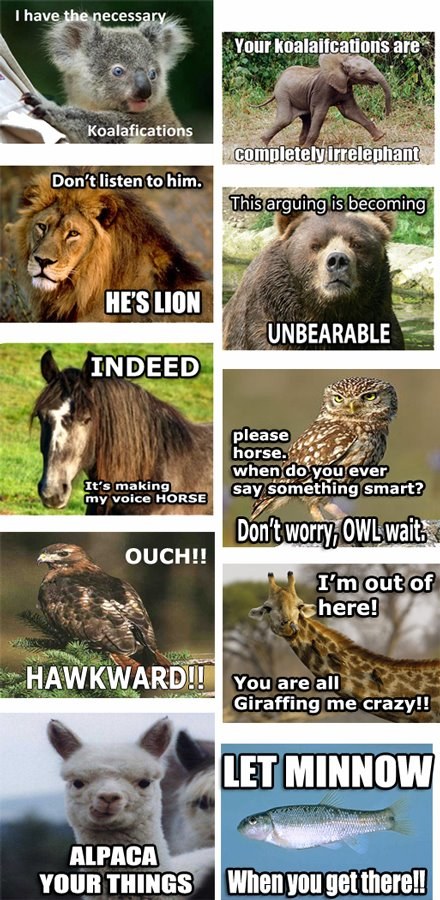 I have the necessary
Koalafications
Your koalaifcations are
completely irrelephant
Don't listen to him.
HE'S LION
This arguing is becoming
UNBEARABLE
INDEED
It's making
my voice HORSE
please
horse.
when do you ever
say something smart?
Don't worry, OWL wait.
OUCH!!
HAWKWARD!!
I'm out of
here!
You are all
Giraffing me crazy!!
ALPACA
YOUR THINGS
LET MINNOW
When you get there!!